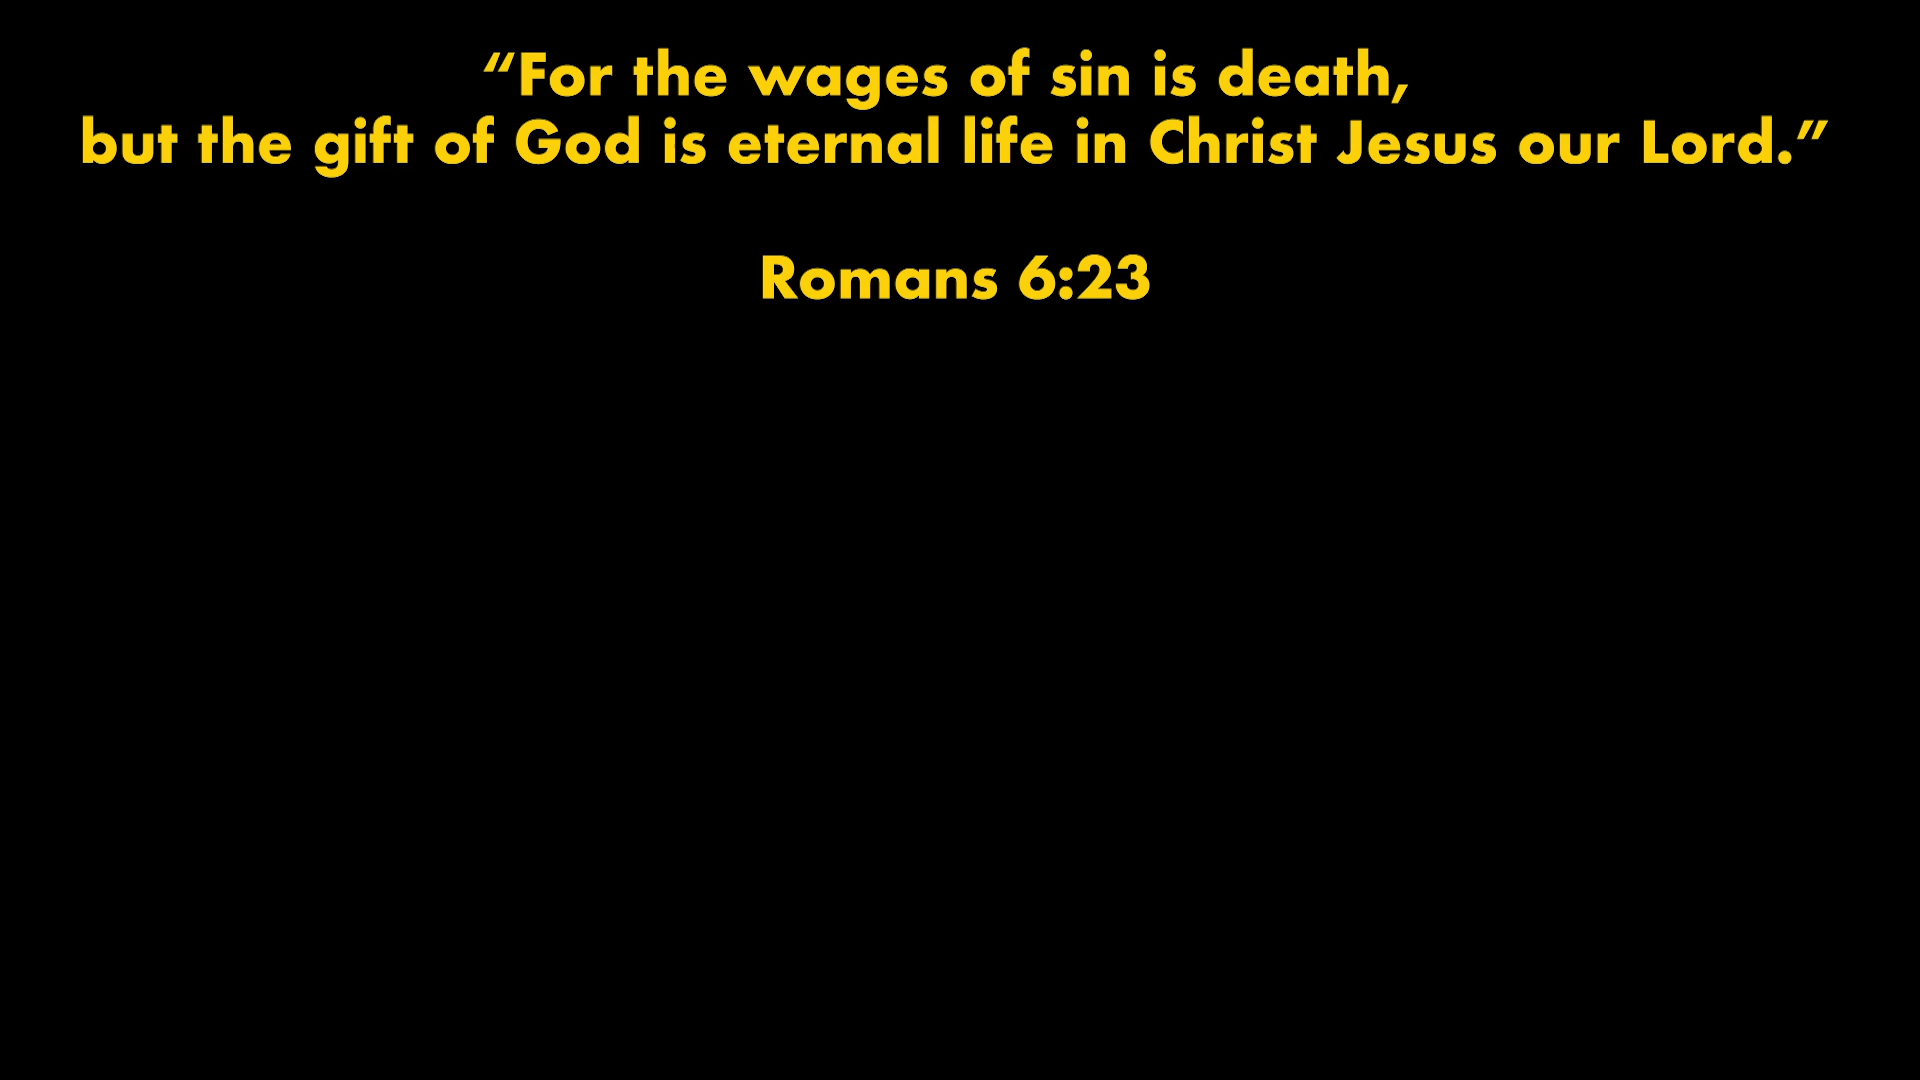 “For the wages of sin is death,
but the gift of God is eternal life in Christ Jesus our Lord.”
Romans 6:23